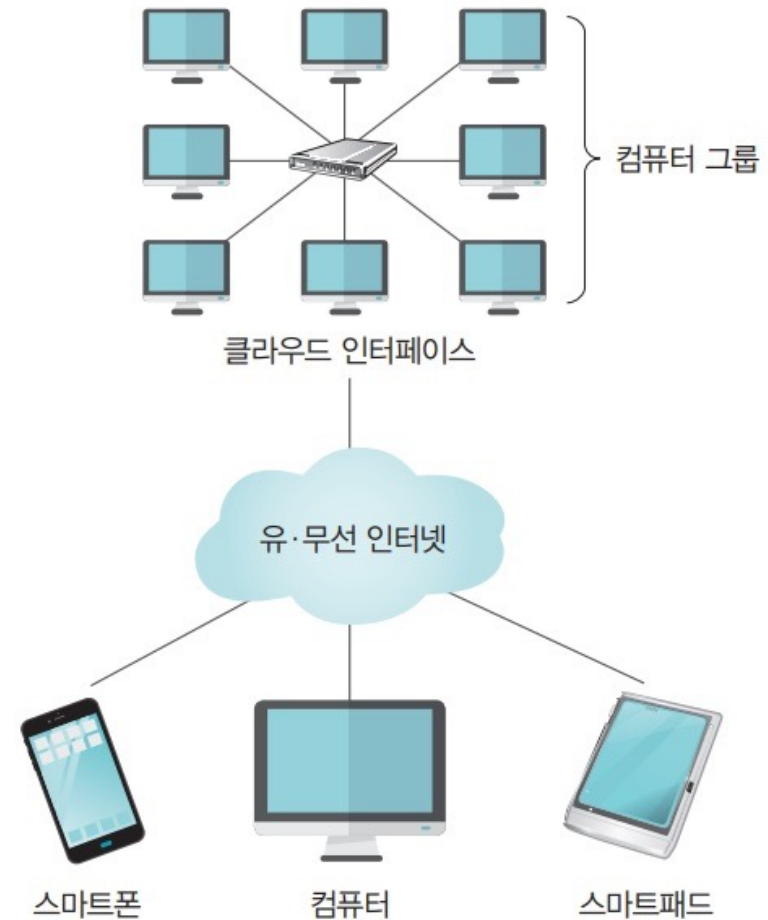 컴퓨터 그룹
클라우드 인터페이스
유·무선 인터넷
스마트폰
컴퓨터
스마트패드